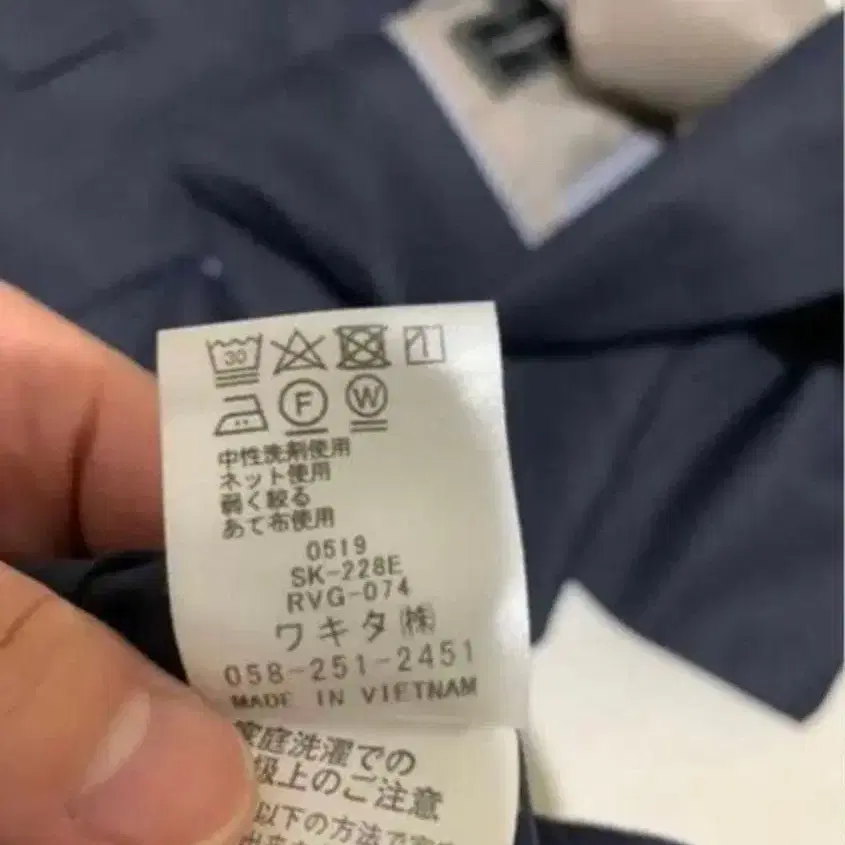 30
F W
中性洗剤使用
ネット使用
弱く絞る
あて布使用
0519
SK-228E
RVG-074
ワキタ㈱
058-251-2451
MADE IN VIETNAM
庭洗濯での
扱上のご注意
以下の方法で